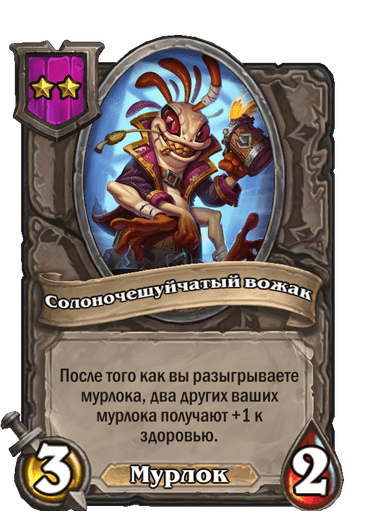 Солоночешуйчатый вожак
После того как вы разыгрываете
мурлока, два других ваших
мурлока получают +1 к
здоровью.
3
Мурлок
2